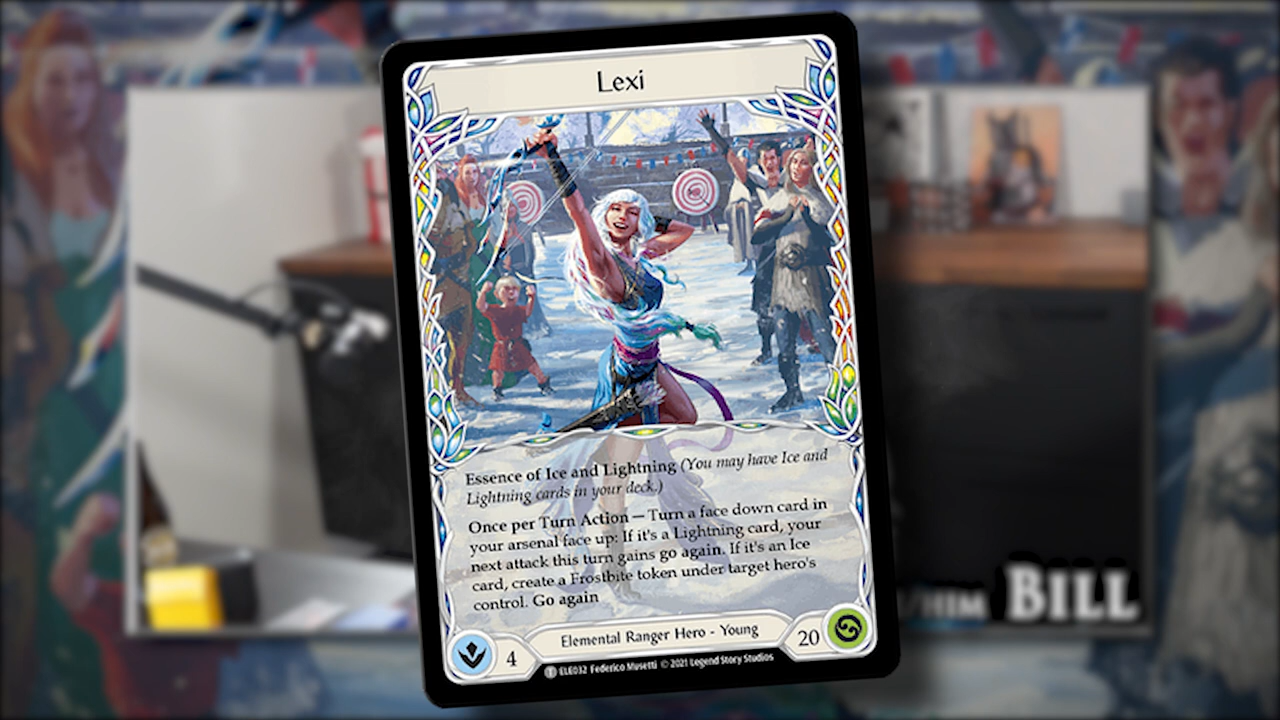 Lexi
Essence of Ice and Lightning (You may have Ice and
Lightning cards in your deck.)
Once per Turn Action — Turn a face down card in
your arsenal face up: If it's a Lightning card, your
next attack this turn gains go again. If it's an Ice
card, create a Frostbite token under target hero's
control. Go again
4
Elemental Ranger Hero - Young
20
T ELE032 Federico Musetti © 2021 Legend Story Studios
HIM BILL